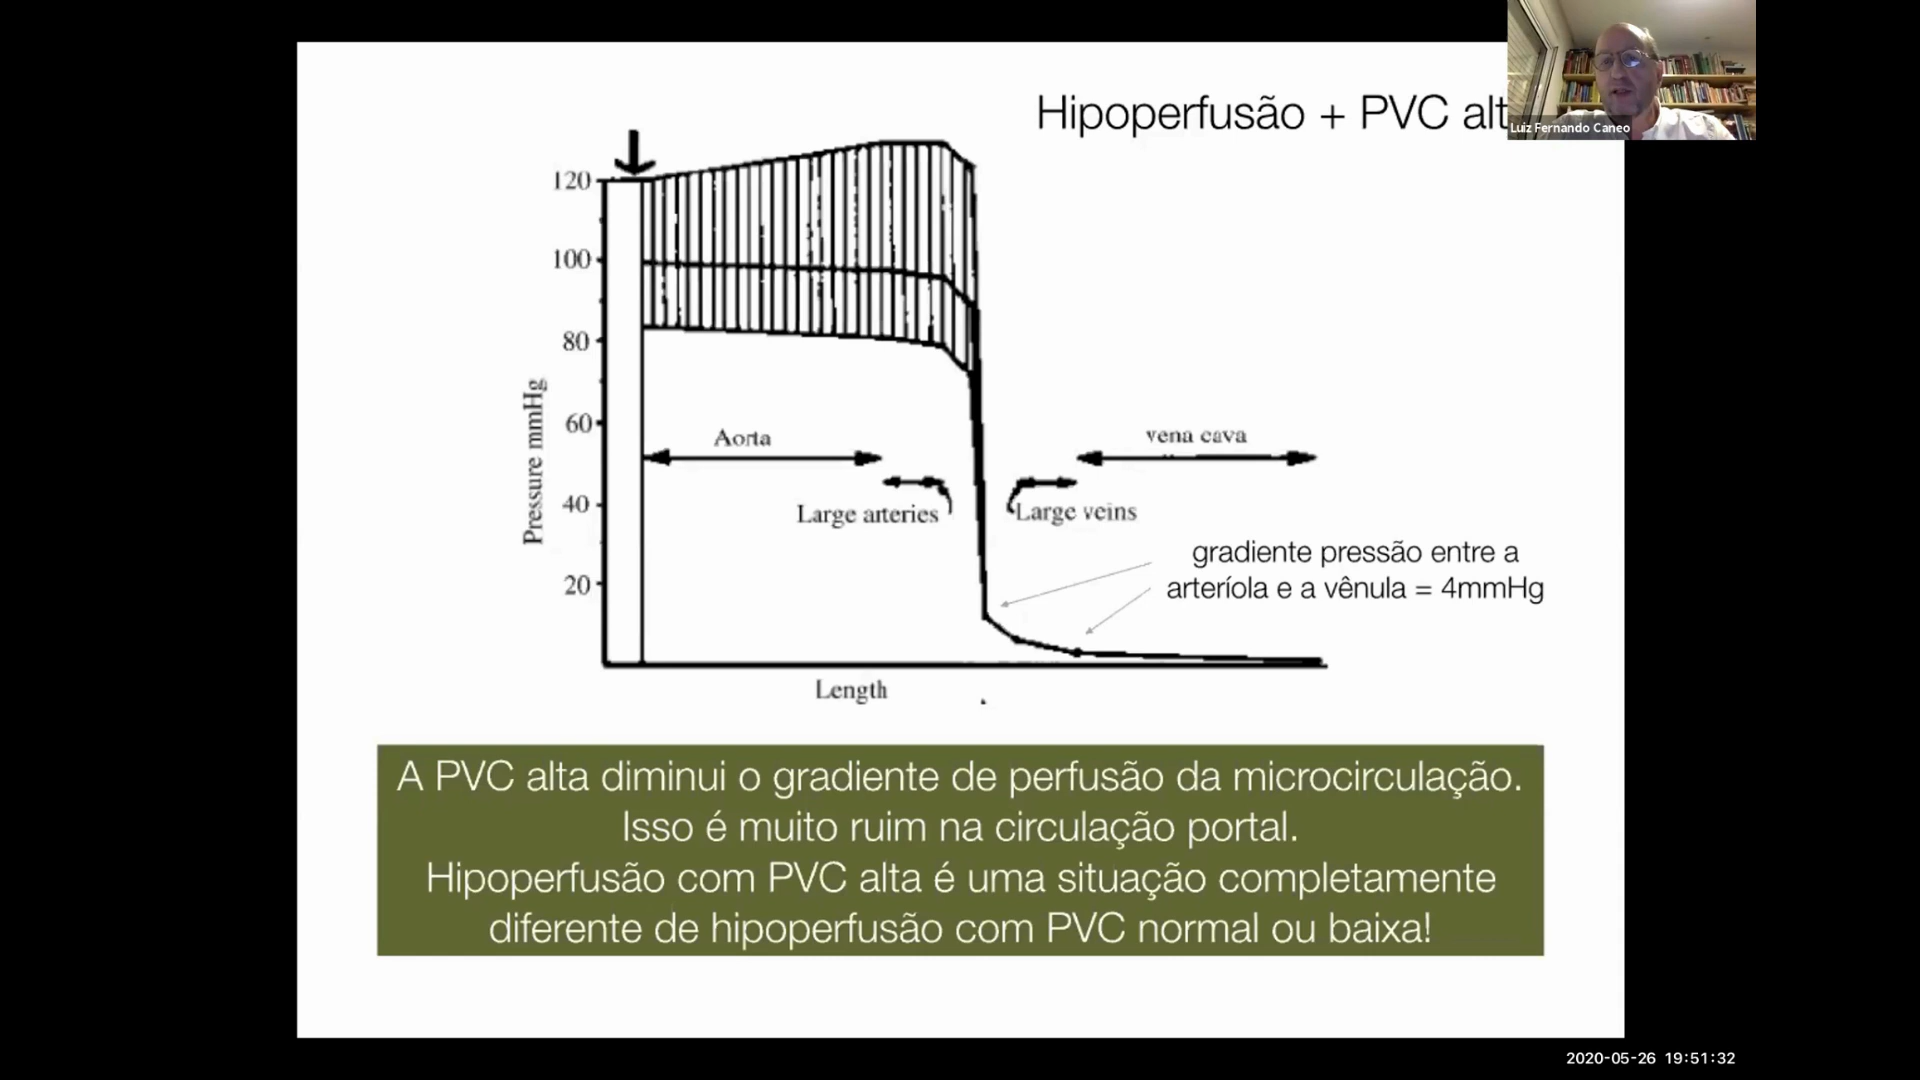 Hipoperfusão + PVC alt
Luiz Fernando Caneo
120
100
80
60
40
20
Pressure mmHg
Aorta
vena cava
Large arteries
Large veins
gradiente pressão entre a
arteríola e a vênula = 4mmHg
Length
A PVC alta diminui o gradiente de perfusão da microcirculação.
Isso é muito ruim na circulação portal.
Hipoperfusão com PVC alta é uma situação completamente
diferente de hipoperfusão com PVC normal ou baixa!
2020-05-26 19:51:32